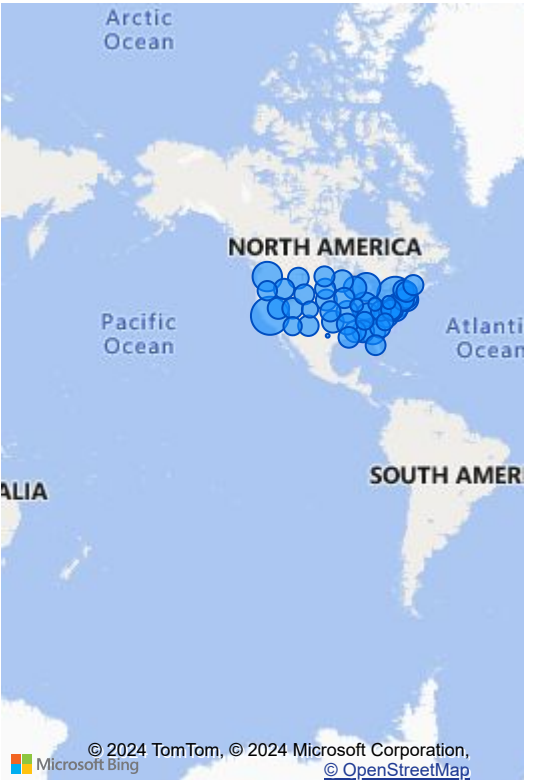 Arctic
Ocean
NORTH AMERICA
Pacific
Ocean
Atlanti
Ocean
SOUTH AMER
ALIA
© 2024 TomTom, © 2024 Microsoft Corporation,
Microsoft Bing
© OpenStreetMap